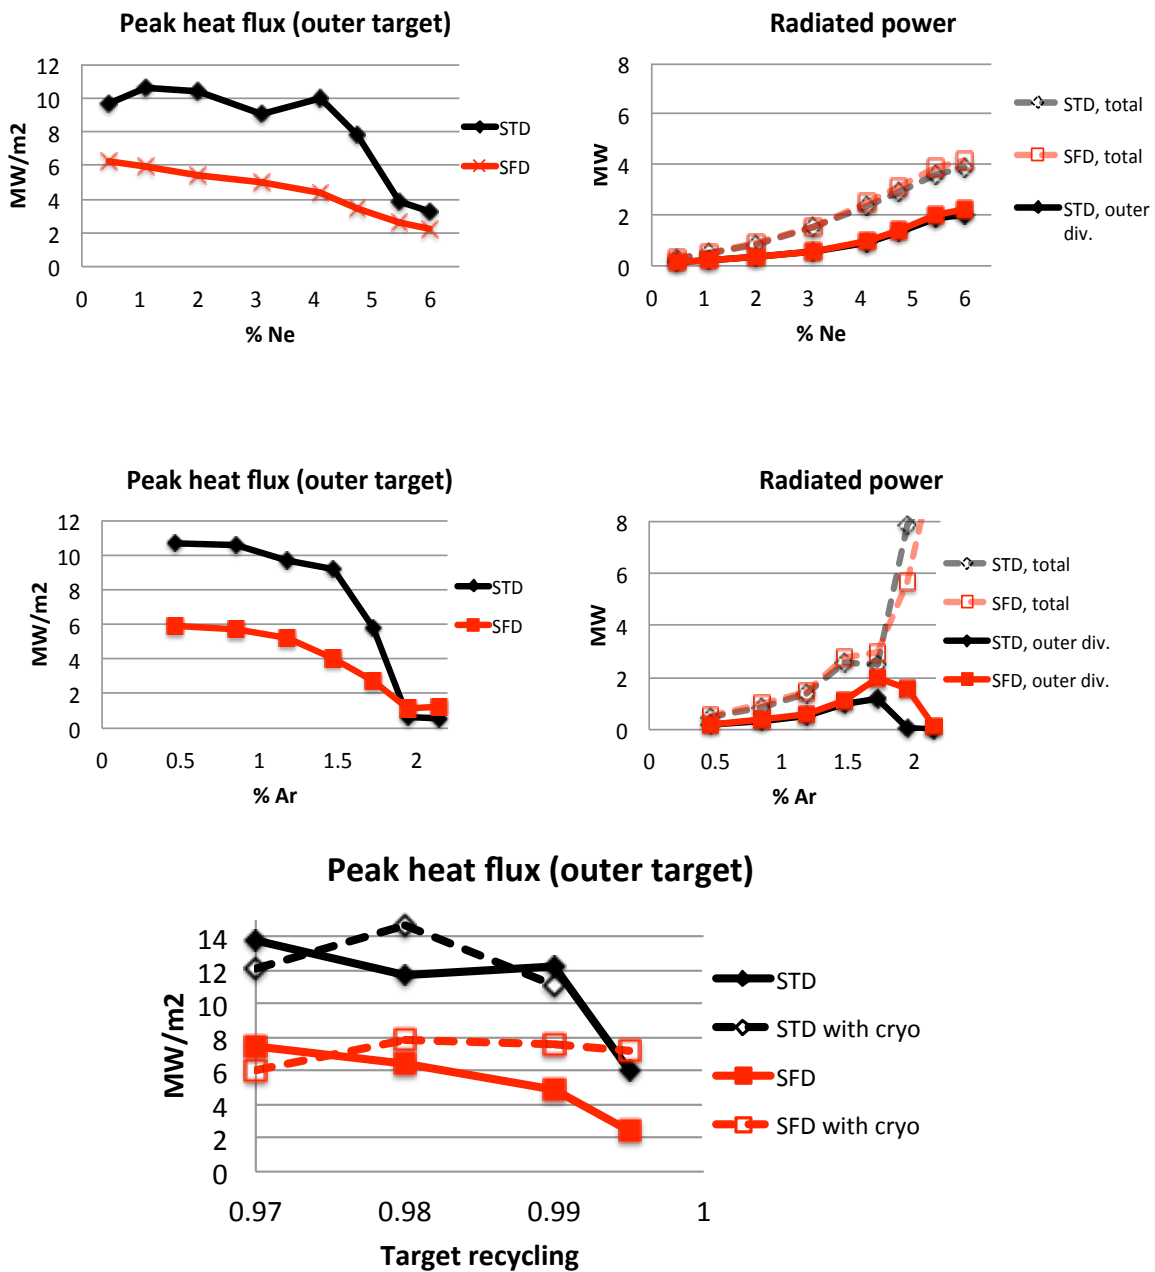 Peak heat flux (outer target)
12
10
8
6
4
2
0
MW/m2
0 1 2 3 4 5 6
% Ne
STD
SFD
Radiated power
8
6
4
2
0
MW
0 1 2 3 4 5 6
% Ne
STD, total
SFD, total
STD, outer
div.
Peak heat flux (outer target)
12
10
8
6
4
2
0
MW/m2
0 0.5 1 1.5 2
% Ar
STD
SFD
Radiated power
8
6
4
2
0
MW
0 0.5 1 1.5 2
% Ar
STD, total
SFD, total
STD, outer div.
SFD, outer div.
Peak heat flux (outer target)
14
12
10
8
6
4
2
0
MW/m2
0.97 0.98 0.99 1
Target recycling
STD
STD with cryo
SFD
SFD with cryo